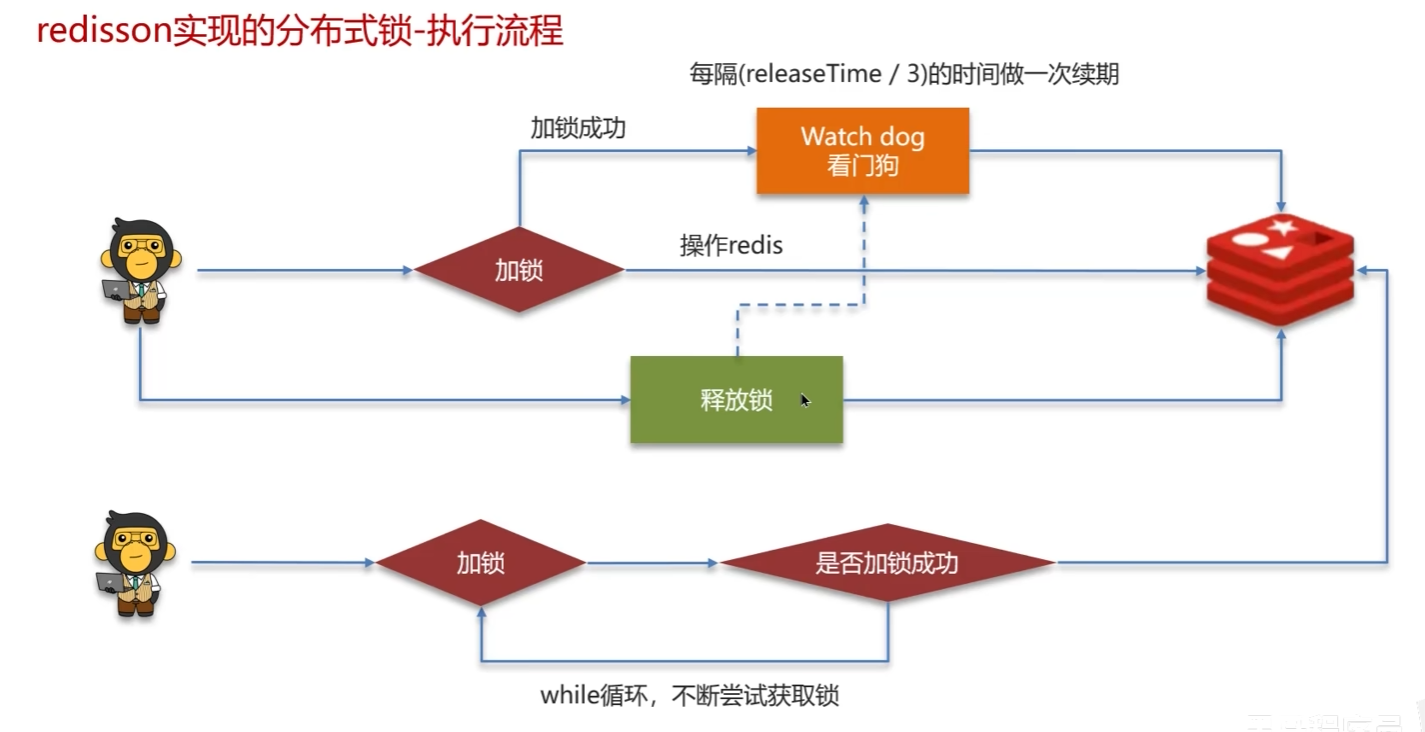 redisson实现的分布式锁-执行流程
每隔(releaseTime / 3)的时间做一次续期
加锁成功
Watch dog
看门狗
操作redis
加锁
释放锁
加锁
是否加锁成功
while循环，不断尝试获取锁